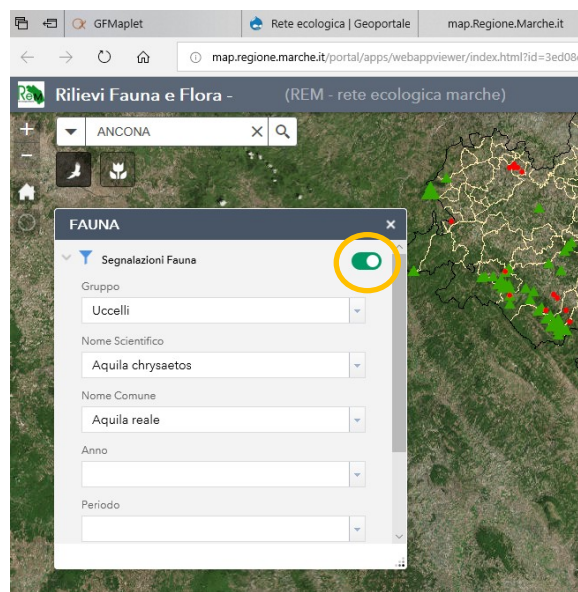 GFMaplet
Rete ecologica | Geoportale
map.Regione.Marche.it
map.regione.marche.it/portal/apps/webappviewer/index.html?id=3ed08
ReM Rilievi Fauna e Flora - (REM - rete ecologica marche)
ANCONA
FAUNA
Segnalazioni Fauna
Gruppo
Uccelli
Nome Scientifico
Aquila chrysaetos
Nome Comune
Aquila reale
Anno
Periodo